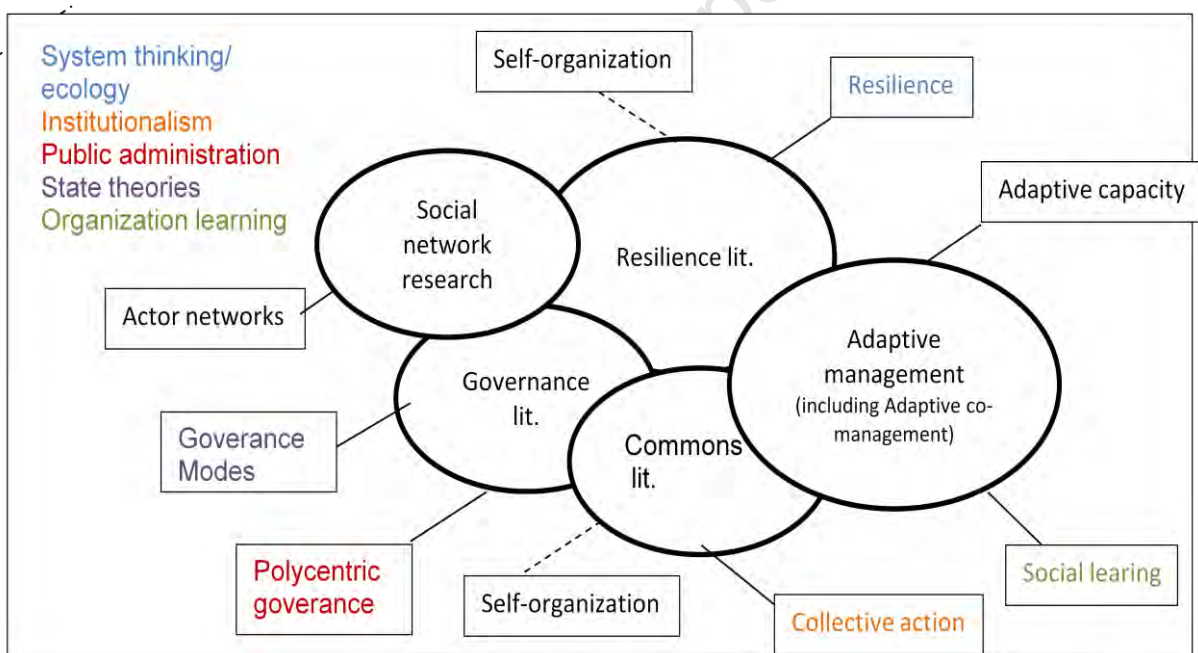 System thinking/
ecology
Institutionalism
Public administration
State theories
Organization learning
Self-organization
Resilience
Adaptive capacity
Social
network
research
Resilience lit.
Actor networks
Adaptive
management
(including Adaptive co-
management)
Governance
lit.
Goverance
Modes
Commons
lit.
Polycentric
goverance
Self-organization
Collective action
Social learing